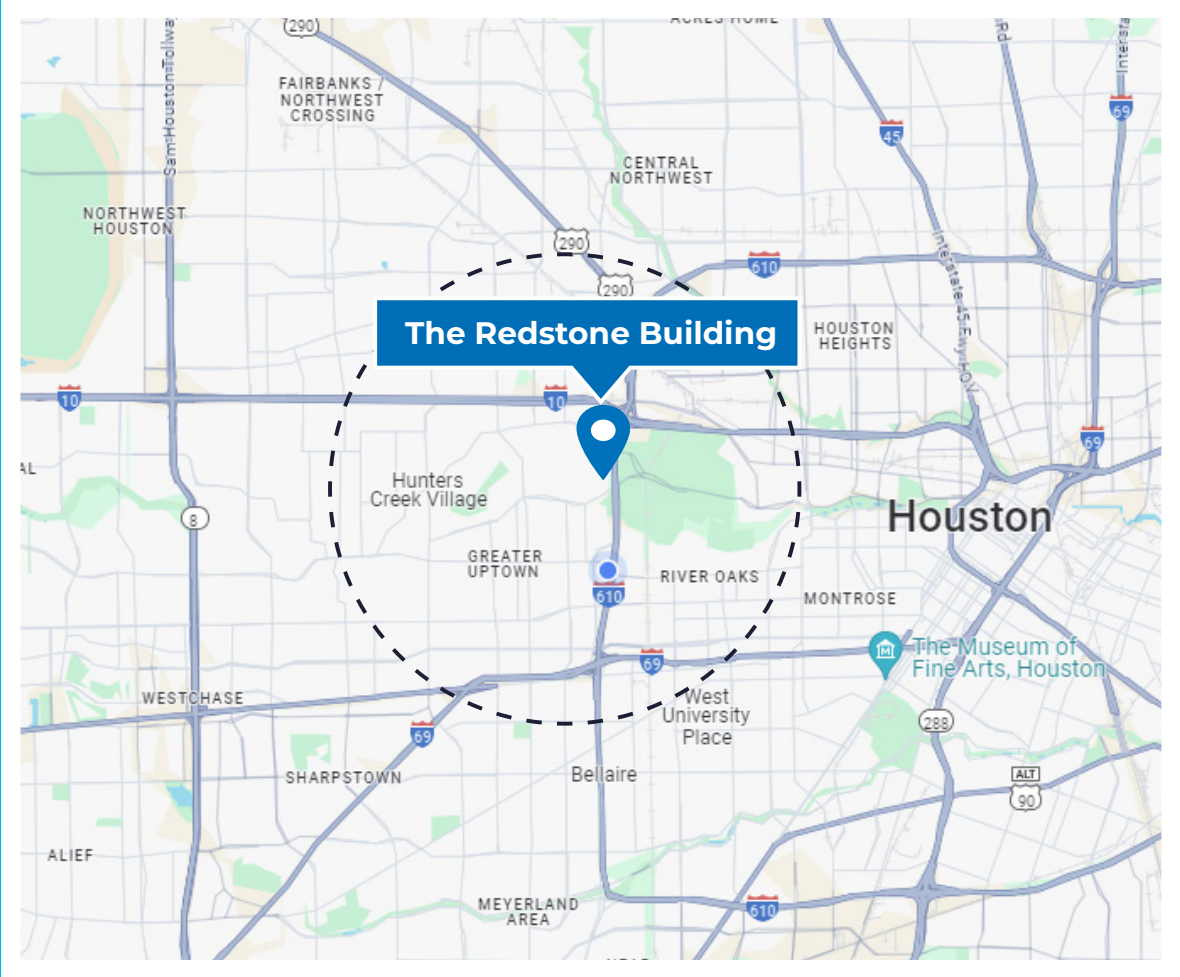 ACRES HOME
290
Sam Houston Tollway
Rd
Intersta
FAIRBANKS /
NORTHWEST
CROSSING
69
45
CENTRAL
NORTHWEST
NORTHWEST
HOUSTON
290
610
290
Interstate 45 Fwy HOV
The Redstone Building
HOUSTON
HEIGHTS
10
10
69
AL
Hunters
Creek Village
8
Houston
GREATER
UPTOWN
RIVER OAKS
610
MONTROSE
The Museum of
Fine Arts, Houston
69
WESTCHASE
West
University
Place
288
69
SHARPSTOWN
Bellaire
ALT
90
ALIEF
MEYERLAND
AREA
610